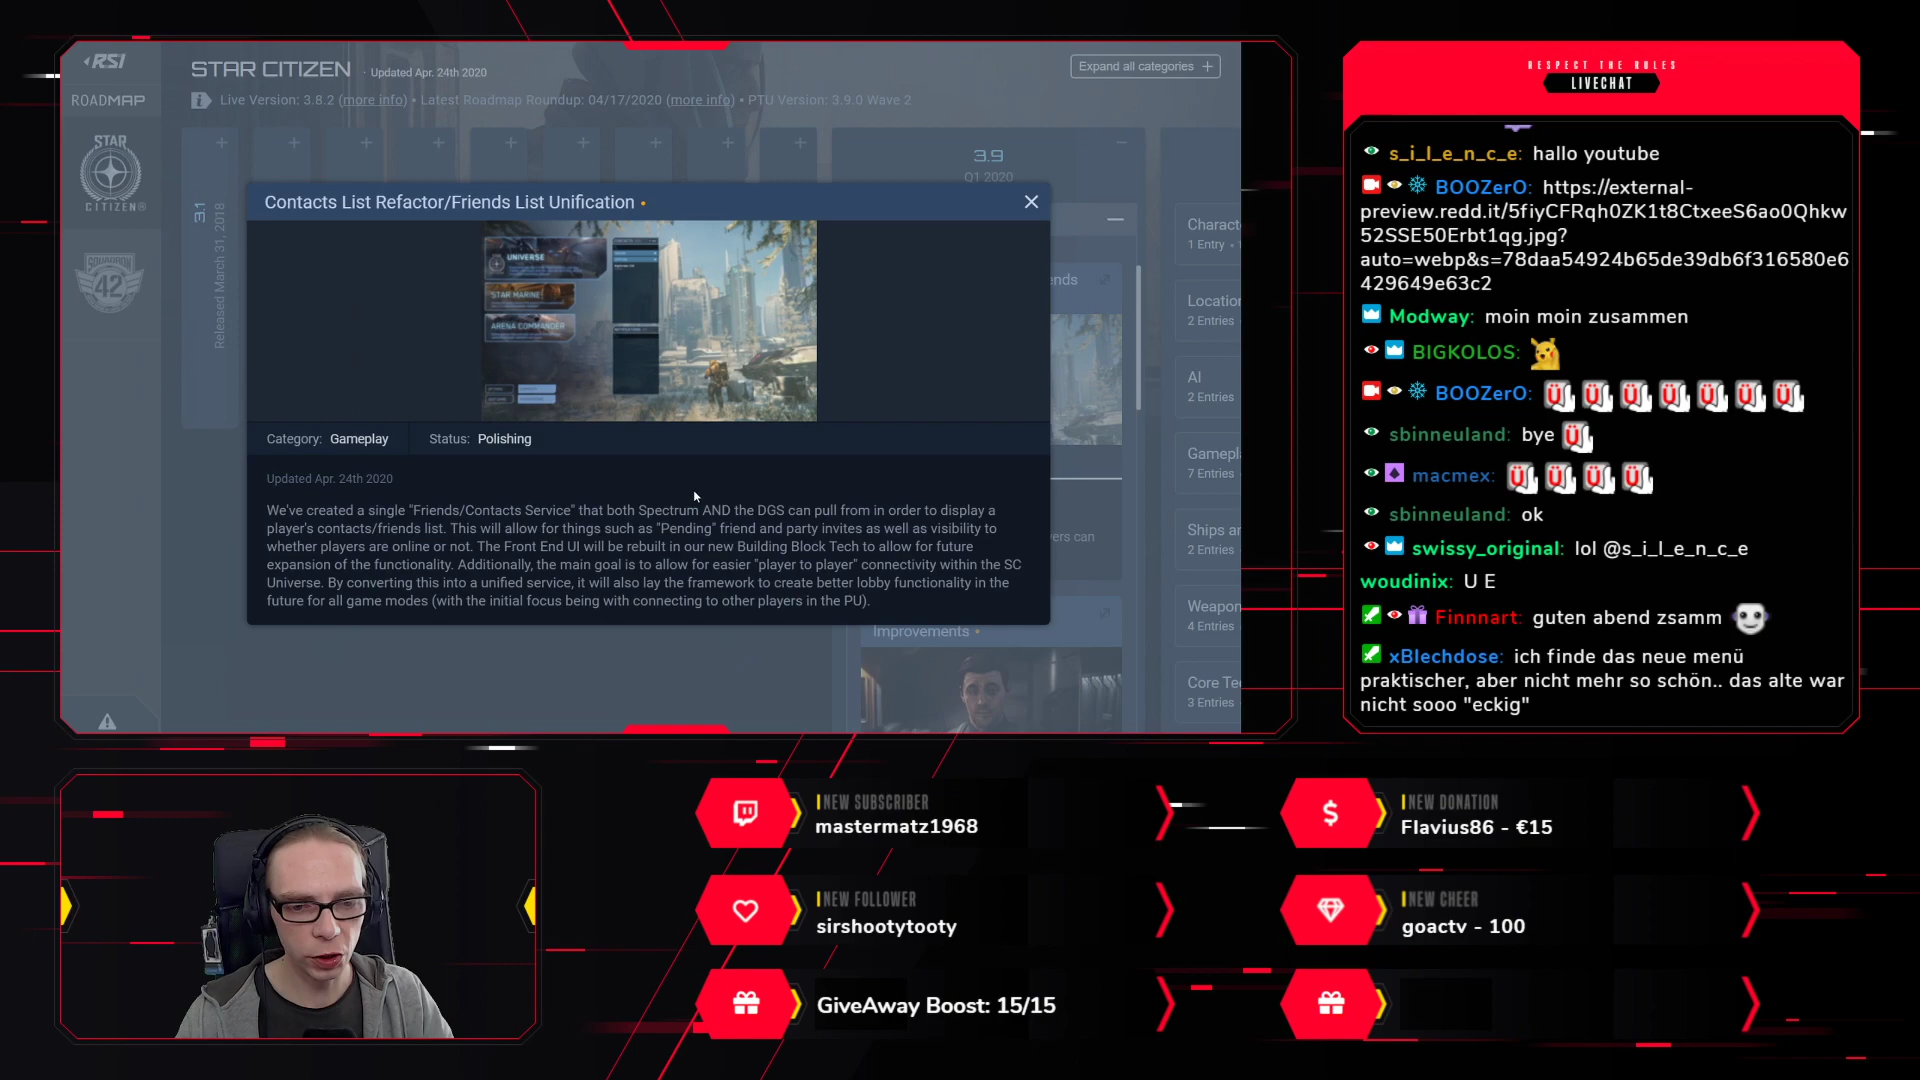 RSI
ROADMAP
STAR
CITIZEN®
SQUADRON
42
STAR CITIZEN · Updated Apr. 24th 2020
Expand all categories +
Live Version: 3.8.2 (more info) • Latest Roadmap Roundup: 04/17/2020 (more info) • PTU Version: 3.9.0 Wave 2
3.1
Released March 31, 2018
3.9
Q1 2020
Contacts List Refactor/Friends List Unification •
UNIVERSE
STAR MARINE
ARENA COMMANDER
Category: Gameplay
Status: Polishing
Updated Apr. 24th 2020
We've created a single "Friends/Contacts Service" that both Spectrum AND the DGS can pull from in order to display a
player's contacts/friends list. This will allow for things such as "Pending" friend and party invites as well as visibility to
whether players are online or not. The Front End UI will be rebuilt in our new Building Block Tech to allow for future
expansion of the functionality. Additionally, the main goal is to allow for easier "player to player" connectivity within the SC
Universe. By converting this into a unified service, it will also lay the framework to create better lobby functionality in the
future for all game modes (with the initial focus being with connecting to other players in the PU).
ends
ers can
Improvements •
Charact
1 Entry •
Location
2 Entries
AI
2 Entries
Gamepl
7 Entries
Ships ar
2 Entries
Weapon
4 Entries
Core Te
3 Entries
RESPECT THE RULES
LIVECHAT
s_i_l_e_n_c_e: hallo youtube
BOOZerO: https://external-
preview.redd.it/5fiyCFRqh0ZK1t8CtxeeS6ao0Qhkw
52SSE50Erbt1qg.jpg?
auto=webp&s=78daa54924b65de39db6f316580e6
429649e63c2
Modway: moin moin zusammen
BIGKOLOS:
BOOZerO: Ü Ü Ü Ü Ü Ü Ü
sbinneuland: bye Ü
macmex: Ü Ü Ü Ü
sbinneuland: ok
swissy_original: lol @s_i_l_e_n_c_e
woudinix: U E
Finnnart: guten abend zsamm
xBlechdose: ich finde das neue menü
praktischer, aber nicht mehr so schön.. das alte war
nicht sooo "eckig"
NEW SUBSCRIBER
mastermatz1968
NEW DONATION
Flavius86 - €15
NEW FOLLOWER
sirshootytooty
NEW CHEER
goactv - 100
GiveAway Boost: 15/15